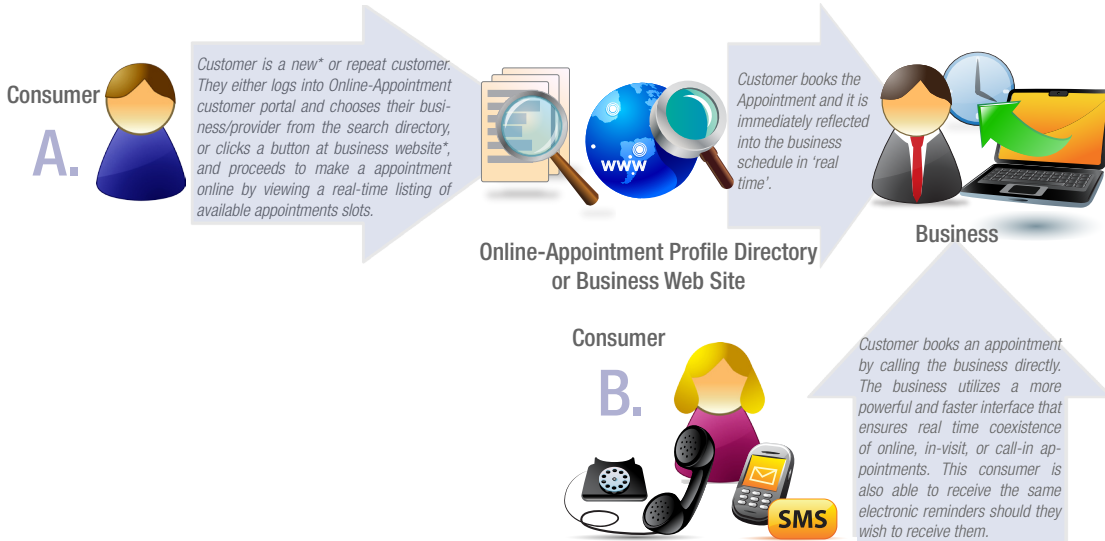 Consumer
A.
Customer is a new* or repeat customer.
They either logs into Online-Appointment
customer portal and chooses their busi-
ness/provider from the search directory,
or clicks a button at business website*,
and proceeds to make a appointment
online by viewing a real-time listing of
available appointments slots.
www
Online-Appointment Profile Directory
or Business Web Site
Customer books the
Appointment and it is
immediately reflected
into the business
schedule in ‘real
time’.
Business
Consumer
B.
SMS
Customer books an appointment
by calling the business directly.
The business utilizes a more
powerful and faster interface that
ensures real time coexistence
of online, in-visit, or call-in ap-
pointments. This consumer is
also able to receive the same
electronic reminders should they
wish to receive them.